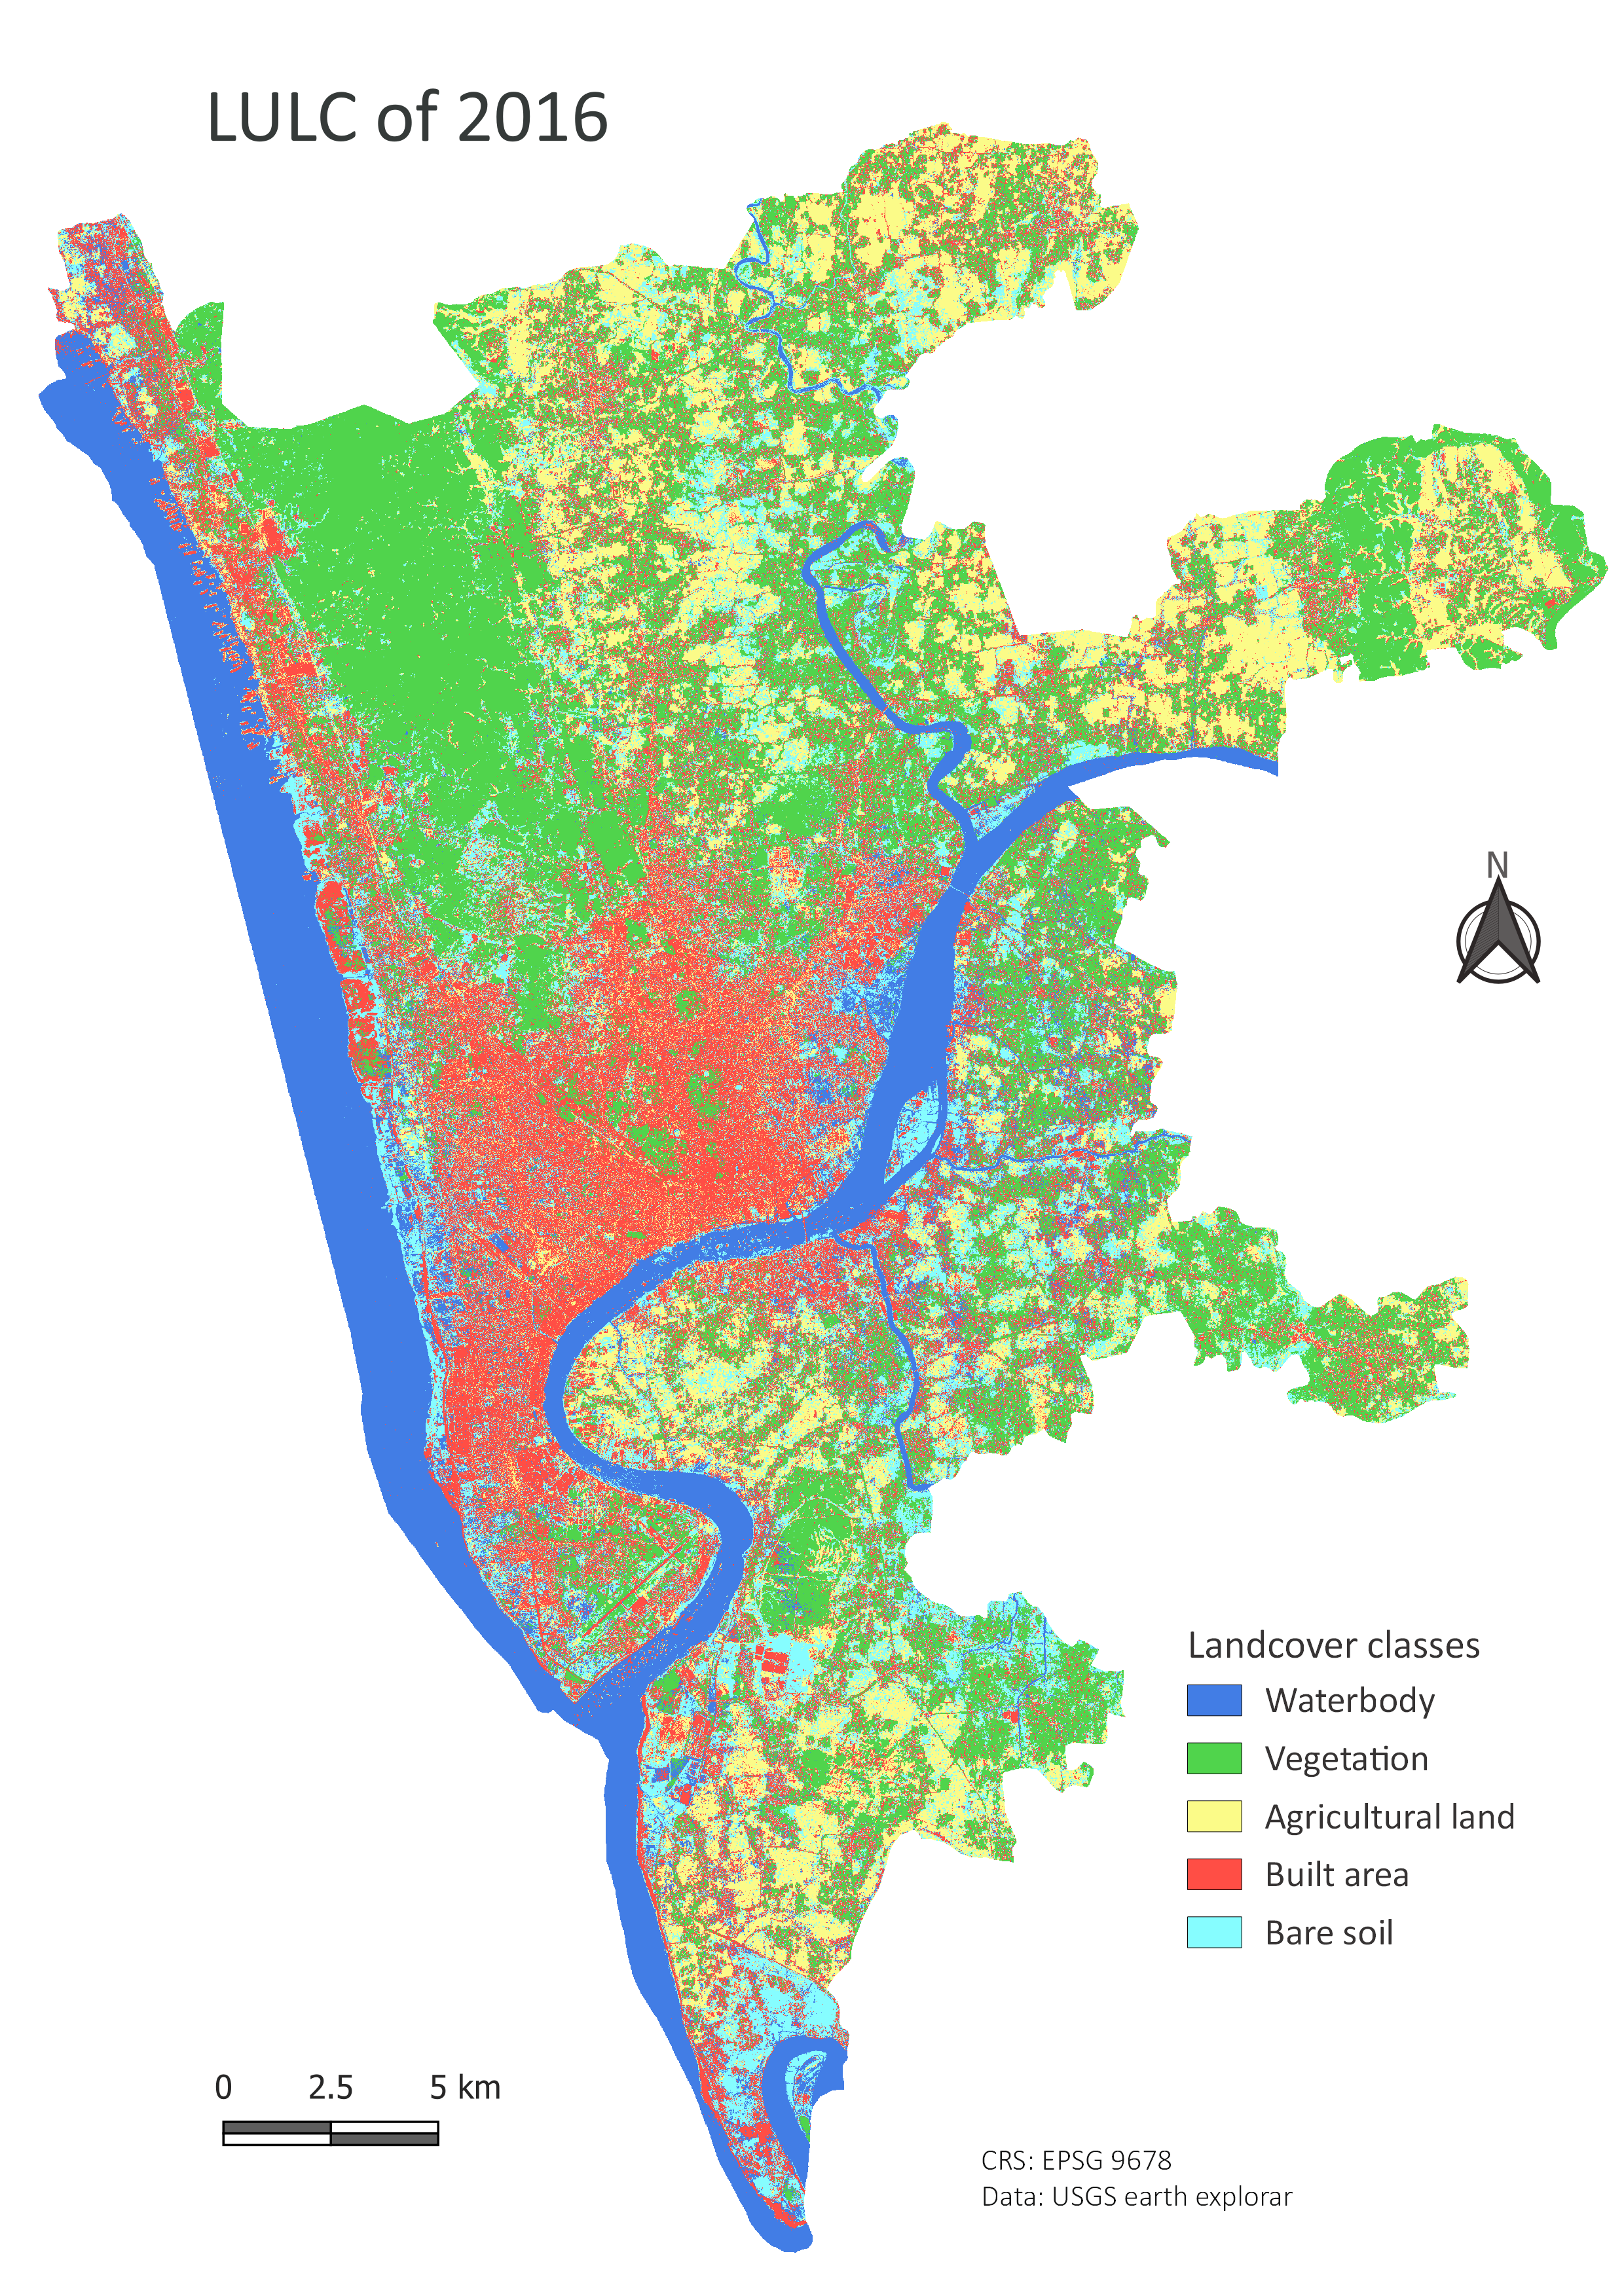 LULC of 2016
N
Landcover classes
Waterbody
Vegetation
Agricultural land
Built area
Bare soil
0 2.5 5 km
CRS: EPSG 9678
Data: USGS earth explorar